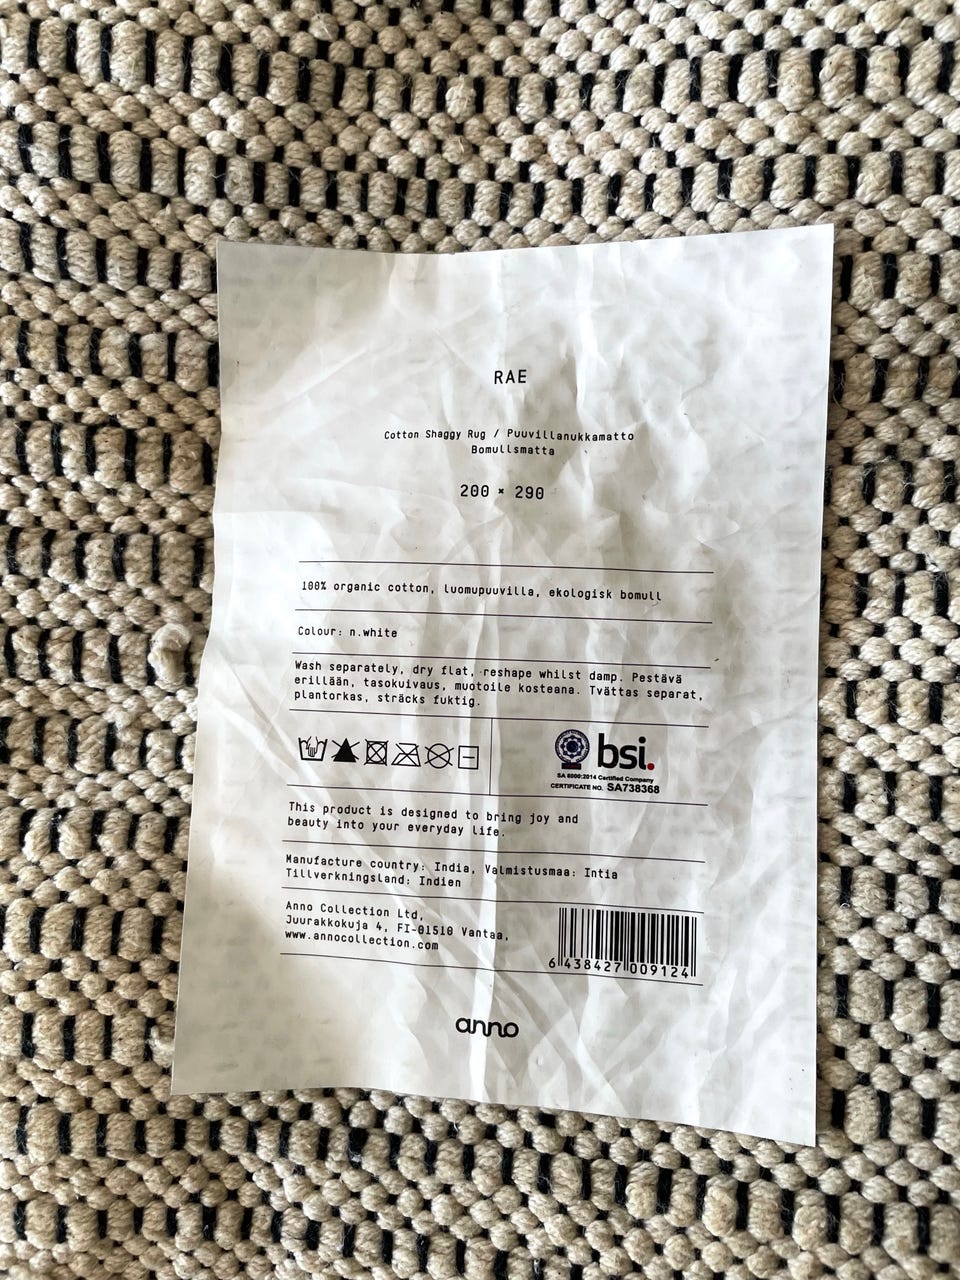 RAE
Cotton Shaggy Rug / Puuvillanukkamatto
Bomullsmatta
200 × 290
100% organic cotton, luomupuuvilla, ekologisk bomull
Colour: n.white
Wash separately, dry flat, reshape whilst damp. Pestävä
erillään, tasokuivaus, muotoile kosteana. Tvättas separat,
plantorkas, sträcks fuktig.
bsi.
SA 8000:2014 Certified Company
CERTIFICATE NO. SA738368
This product is designed to bring joy and
beauty into your everyday life.
Manufacture country: India, Valmistusmaa: Intia
Tillverkningsland: Indien
Anno Collection Ltd,
Juurakkokuja 4, FI-01510 Vantaa,
www.annocollection.com
6 438427 009124
anno